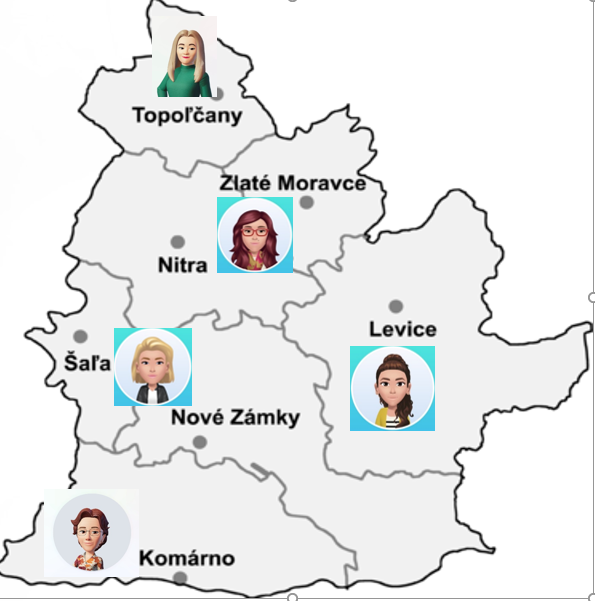 Topoľčany
Zlaté Moravce
Nitra
Levice
Šaľa
Nové Zámky
Komárno